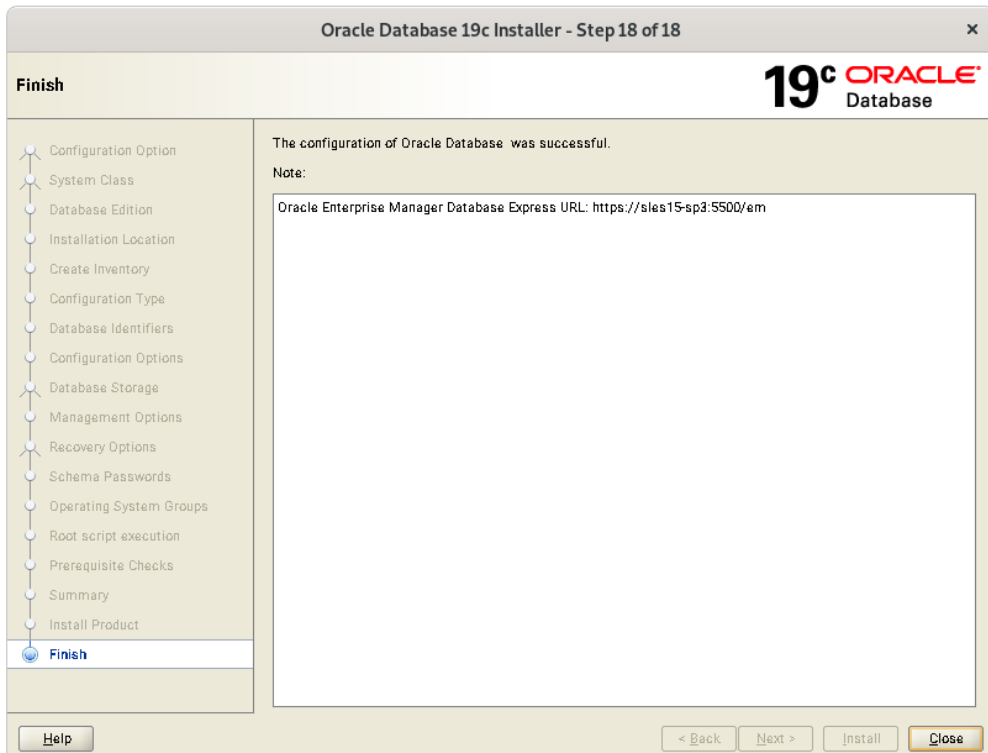 Oracle Database 19c Installer - Step 18 of 18
×
Finish
19c ORACLE
Database
Configuration Option
System Class
Database Edition
Installation Location
Create Inventory
Configuration Type
Database Identifiers
Configuration Options
Database Storage
Management Options
Recovery Options
Schema Passwords
Operating System Groups
Root script execution
Prerequisite Checks
Summary
Install Product
Finish
The configuration of Oracle Database was successful.
Note:
Oracle Enterprise Manager Database Express URL: https://sles15-sp3:5500/em
Help
< Back
Next >
Install
Close